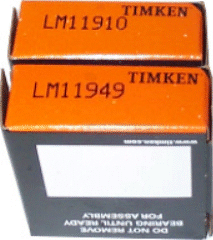 TIMKEN
LM11910
TIMKEN
LM11949
www.timken.com
DO NOT REMOVE
BEARING UNTIL READY
FOR ASSEMBLY